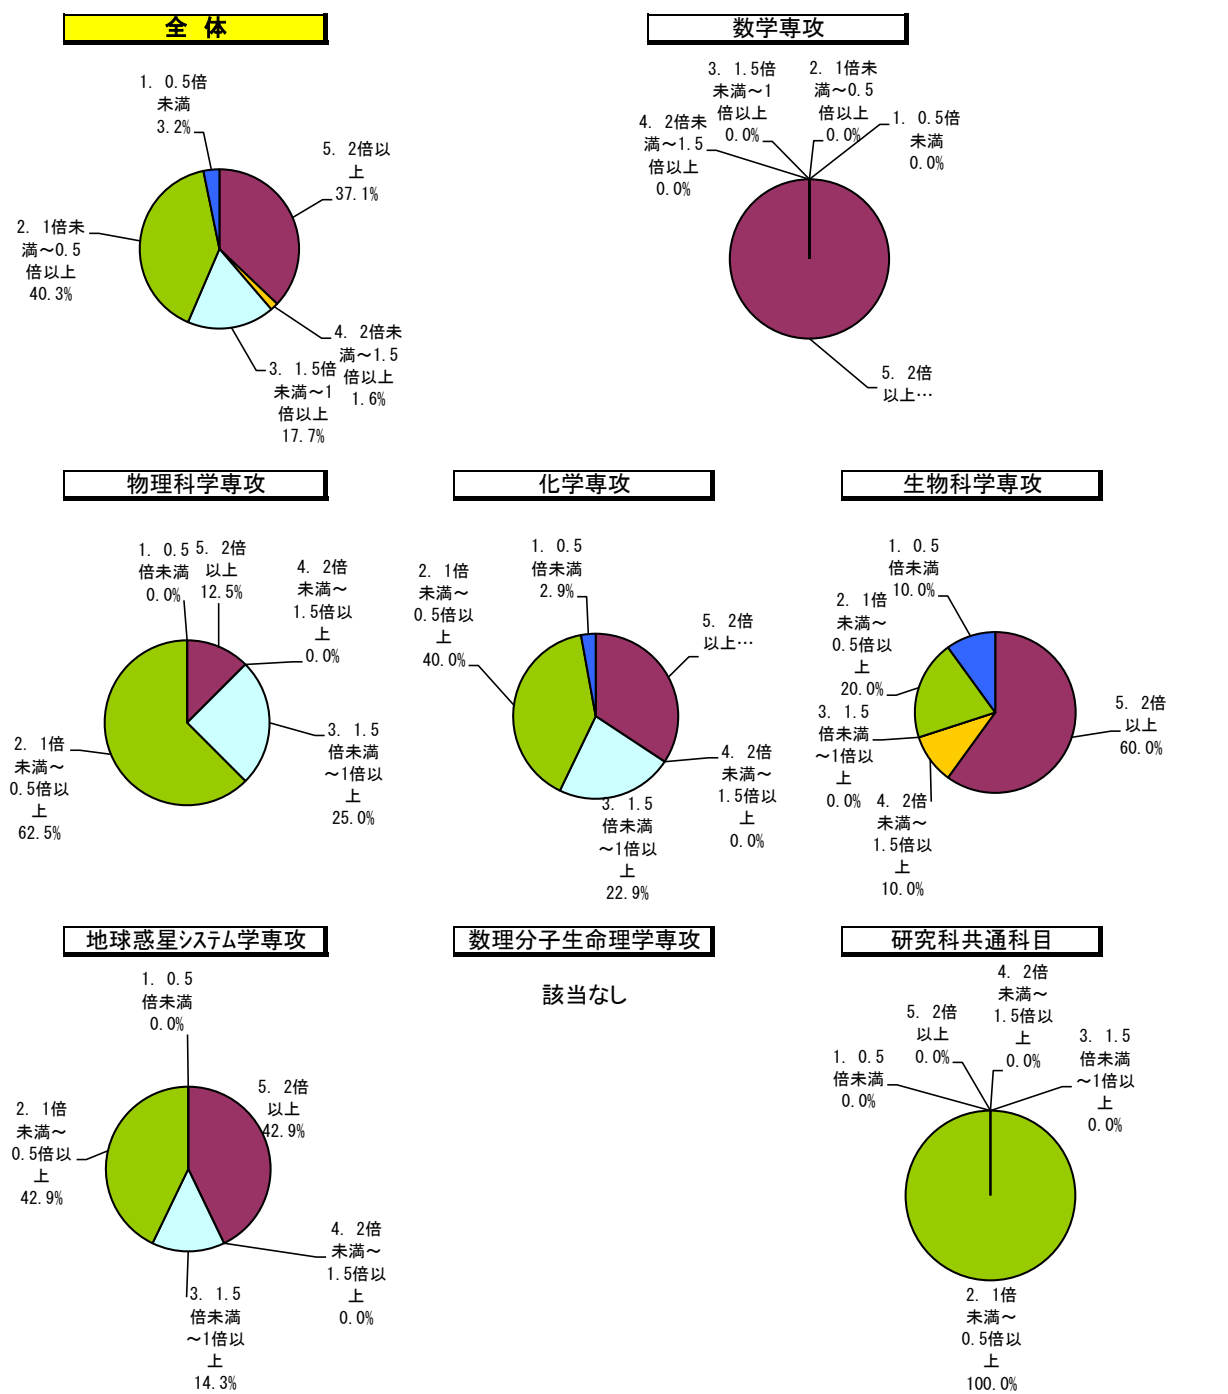 全 体
1. 0.5倍
未満
3.2%
5. 2倍以
上
37.1%
2. 1倍未
満～0.5
倍以上
40.3%
4. 2倍未
満～1.5
倍以上
1.6%
3. 1.5倍
未満～1
倍以上
17.7%
数学専攻
3. 1.5倍
未満～1
倍以上
0.0%
2. 1倍未
満～0.5
倍以上
0.0%
4. 2倍未
満～1.5
倍以上
0.0%
1. 0.5倍
未満
0.0%
5. 2倍
以上…
物理科学専攻
1. 0.5
倍未満
0.0%
5. 2倍
以上
12.5%
4. 2倍
未満～
1.5倍以
上
0.0%
3. 1.5
倍未満
～1倍以
上
25.0%
2. 1倍
未満～
0.5倍以
上
62.5%
化学専攻
1. 0.5
倍未満
2.9%
2. 1倍
未満～
0.5倍以
上
40.0%
5. 2倍
以上…
4. 2倍
未満～
1.5倍以
上
0.0%
3. 1.5
倍未満
～1倍以
上
22.9%
生物科学専攻
1. 0.5
倍未満
10.0%
2. 1倍
未満～
0.5倍以
上
20.0%
3. 1.5
倍未満
～1倍以
上
0.0%
4. 2倍
未満～
1.5倍以
上
10.0%
5. 2倍
以上
60.0%
地球惑星システム学専攻
1. 0.5
倍未満
0.0%
5. 2倍
以上
42.9%
2. 1倍
未満～
0.5倍以
上
42.9%
4. 2倍
未満～
1.5倍以
上
0.0%
3. 1.5
倍未満
～1倍以
上
14.3%
数理分子生命理学専攻
該当なし
研究科共通科目
4. 2倍
未満～
1.5倍以
上
0.0%
5. 2倍
以上
0.0%
3. 1.5
倍未満
～1倍以
上
0.0%
1. 0.5
倍未満
0.0%
2. 1倍
未満～
0.5倍以
上
100.0%